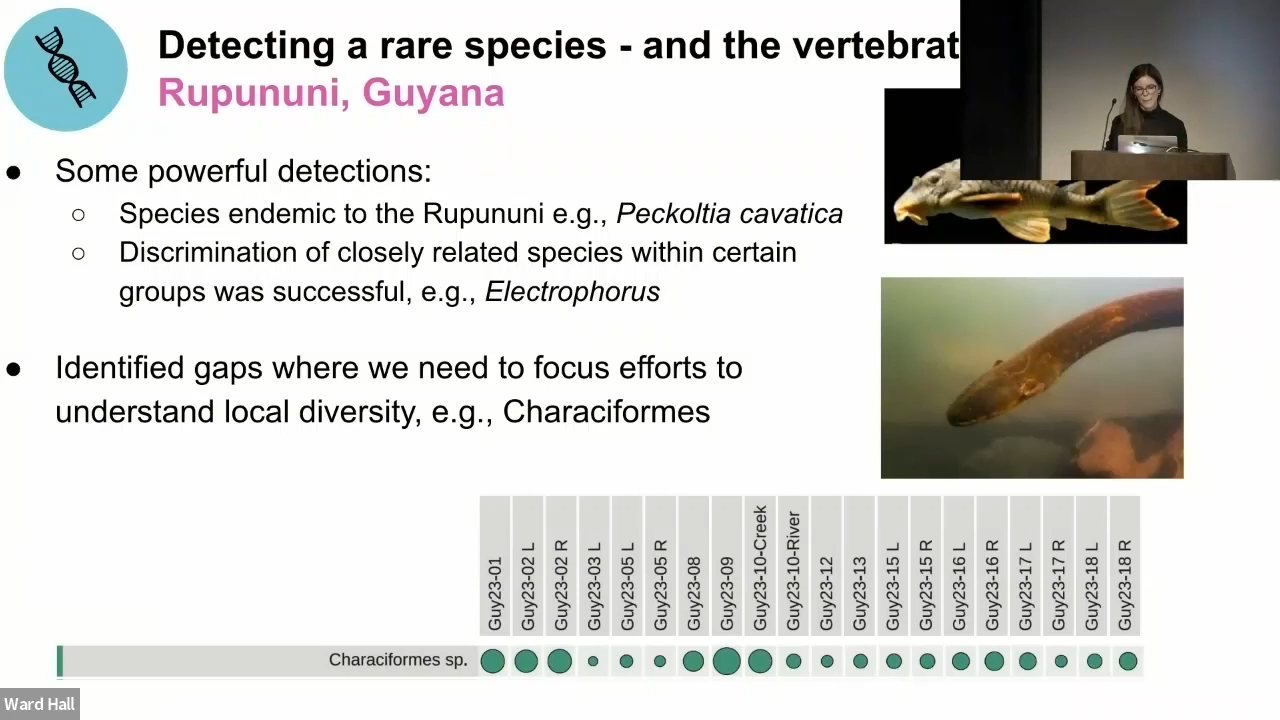 Detecting a rare species - and the vertebrat
Rupununi, Guyana
● Some powerful detections:
○ Species endemic to the Rupununi e.g., Peckoltia cavatica
○ Discrimination of closely related species within certain
groups was successful, e.g., Electrophorus
● Identified gaps where we need to focus efforts to
understand local diversity, e.g., Characiformes
Guy23-01
Guy23-02 L
Guy23-02 R
Guy23-03 L
Guy23-05 L
Guy23-05 R
Guy23-08
Guy23-09
Guy23-10-Creek
Guy23-10-River
Guy23-12
Guy23-13
Guy23-15 L
Guy23-15 R
Guy23-16 L
Guy23-16 R
Guy23-17 L
Guy23-17 R
Guy23-18 L
Guy23-18 R
Characiformes sp.
Ward Hall